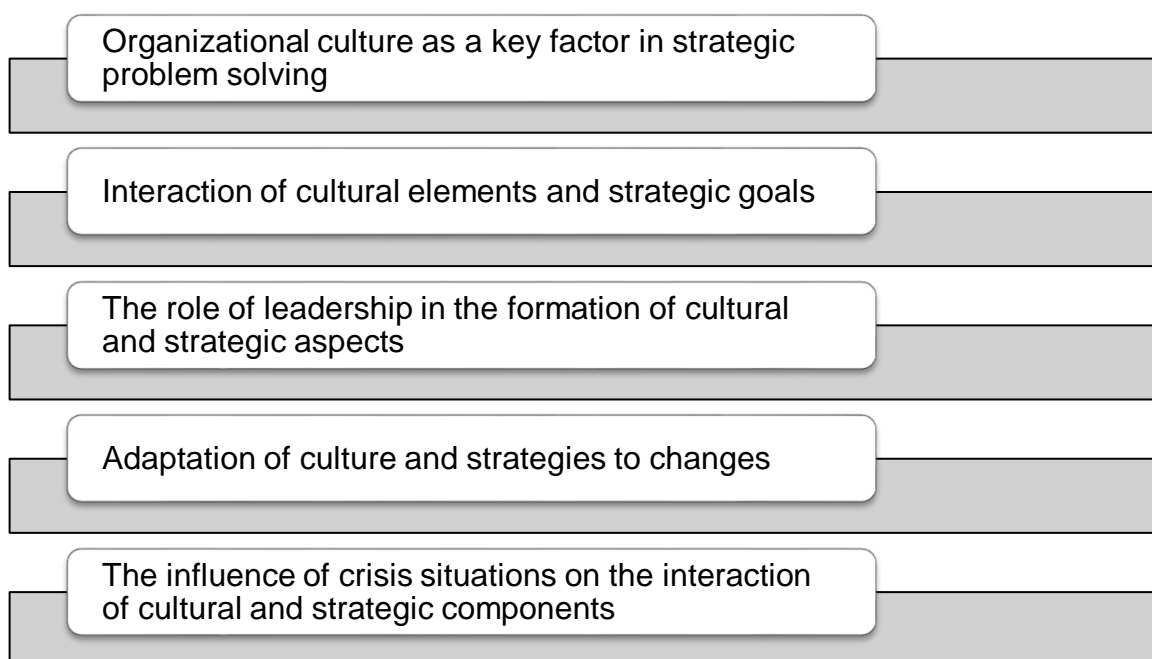 Organizational culture as a key factor in strategic
problem solving
Interaction of cultural elements and strategic goals
The role of leadership in the formation of cultural
and strategic aspects
Adaptation of culture and strategies to changes
The influence of crisis situations on the interaction
of cultural and strategic components